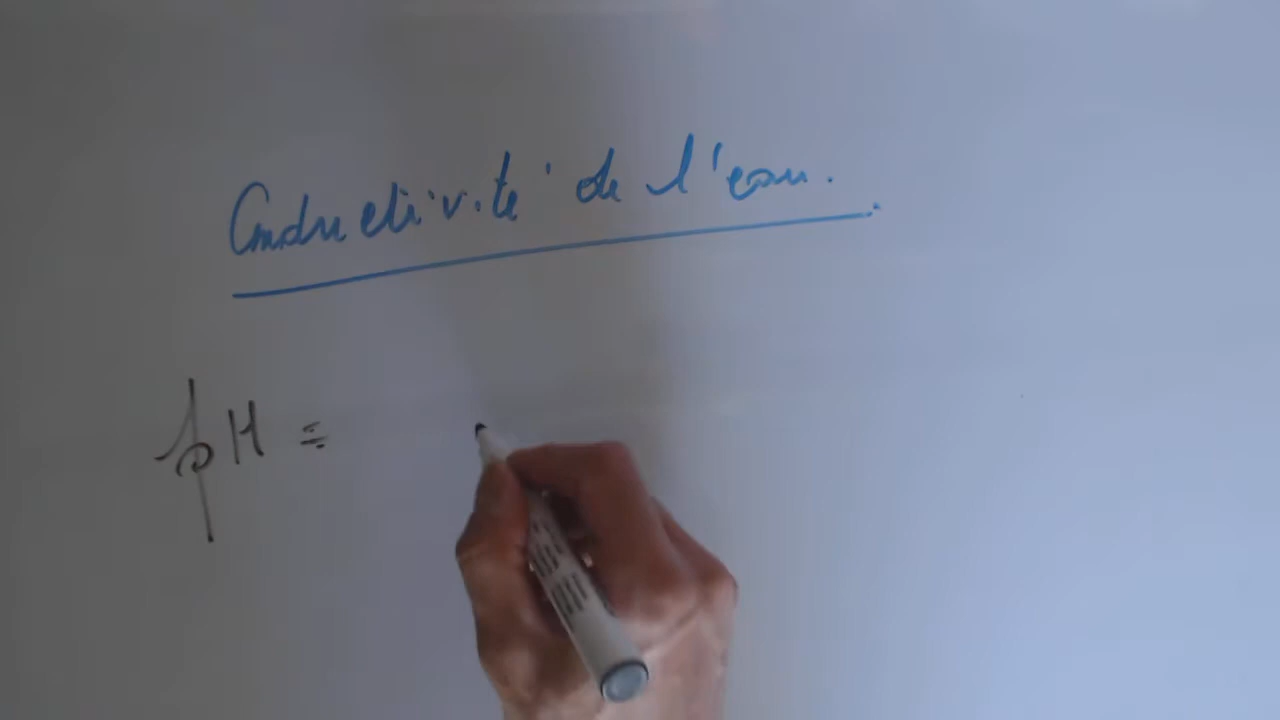 Conductivité de l'eau.
pH =